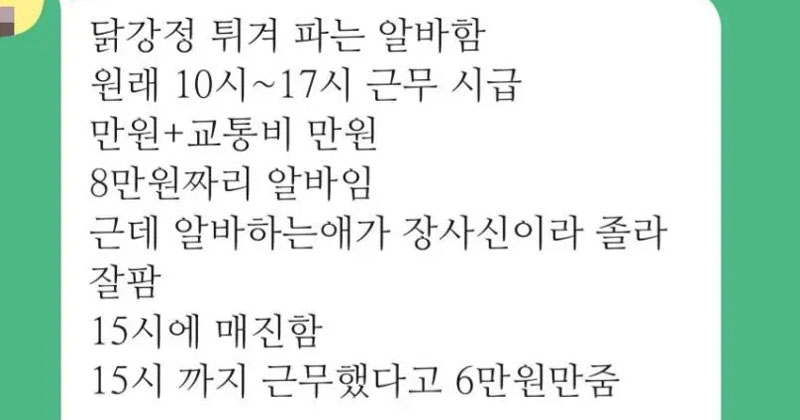 닭강정 튀겨 파는 알바함
원래 10시~17시 근무 시급
만원+교통비 만원
8만원짜리 알바임
근데 알바하는애가 장사신이라 졸라
잘팜
15시에 매진함
15시 까지 근무했다고 6만원만줌